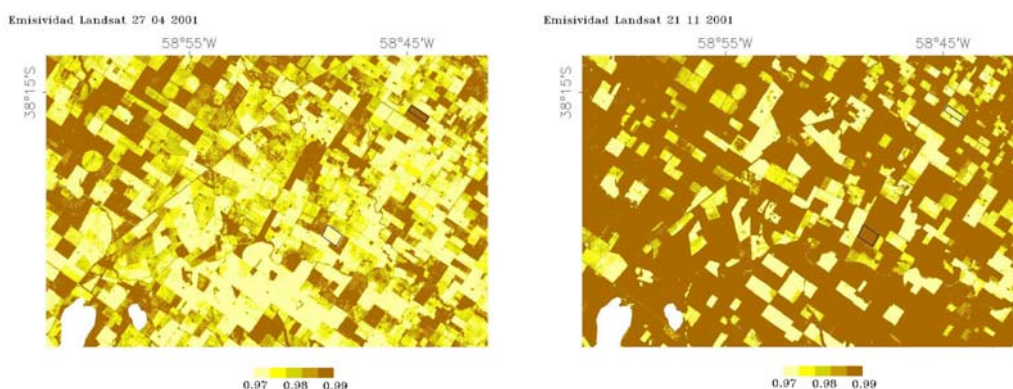 Emisividad Landsat 27 04 2001
58°55'W 58°45'W
38°15'S
0.97 0.98 0.99
Emisividad Landsat 21 11 2001
58°55'W 58°45'W
38°15'S
0.97 0.98 0.99